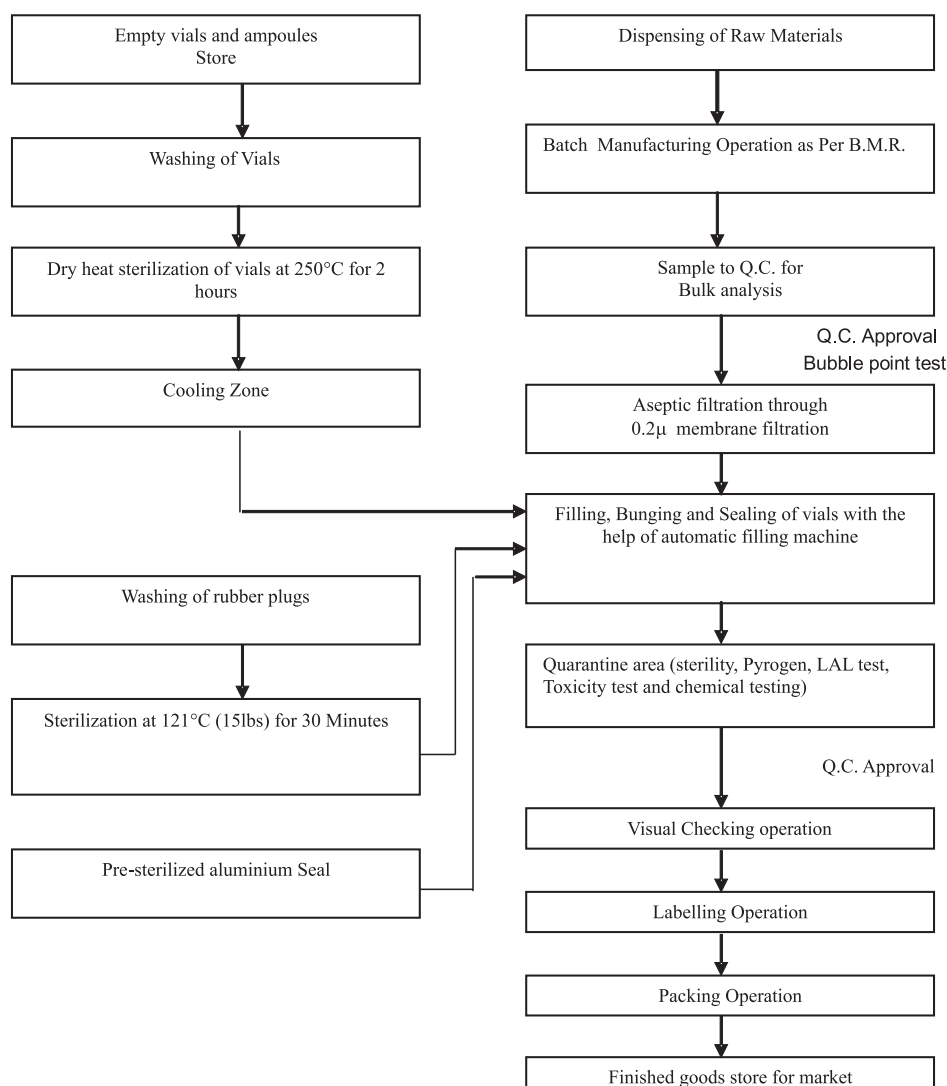 Empty vials and ampoules
Store
Washing of Vials
Dry heat sterilization of vials at 250°C for 2
hours
Cooling Zone
Washing of rubber plugs
Sterilization at 121°C (15lbs) for 30 Minutes
Pre-sterilized aluminium Seal
Dispensing of Raw Materials
Batch Manufacturing Operation as Per B.M.R.
Sample to Q.C. for
Bulk analysis
Q.C. Approval
Bubble point test
Aseptic filtration through
0.2μ membrane filtration
Filling, Bunging and Sealing of vials with the
help of automatic filling machine
Quarantine area (sterility, Pyrogen, LAL test,
Toxicity test and chemical testing)
Q.C. Approval
Visual Checking operation
Labelling Operation
Packing Operation
Finished goods store for market